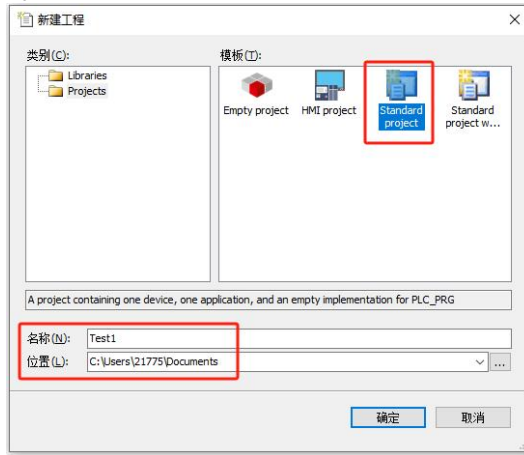 新建工程
类别(C):
模板(T):
Libraries
Projects
Empty project
HMI project
Standard
project
Standard
project w...
A project containing one device, one application, and an empty implementation for PLC_PRG
名称(N): Test1
位置(L): C:\Users\21775\Documents
...
确定
取消